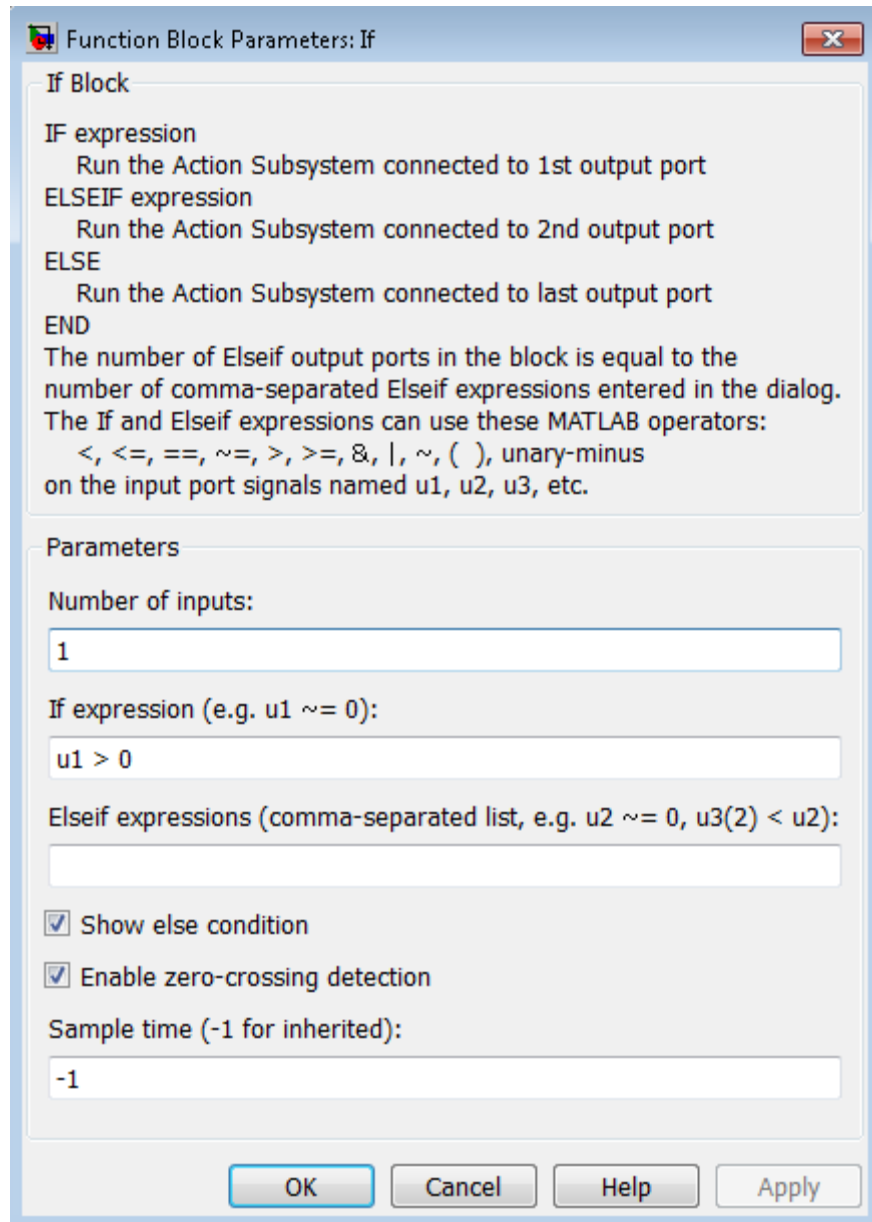 Function Block Parameters: If
If Block
IF expression
Run the Action Subsystem connected to 1st output port
ELSEIF expression
Run the Action Subsystem connected to 2nd output port
ELSE
Run the Action Subsystem connected to last output port
END
The number of Elseif output ports in the block is equal to the
number of comma-separated Elseif expressions entered in the dialog.
The If and Elseif expressions can use these MATLAB operators:
<, <=, ==, ~=, >, >=, &, |, ~, ( ), unary-minus
on the input port signals named u1, u2, u3, etc.
Parameters
Number of inputs:
1
If expression (e.g. u1 ~= 0):
u1 > 0
Elseif expressions (comma-separated list, e.g. u2 ~= 0, u3(2) < u2):
Show else condition
Enable zero-crossing detection
Sample time (-1 for inherited):
-1
OK Cancel Help Apply